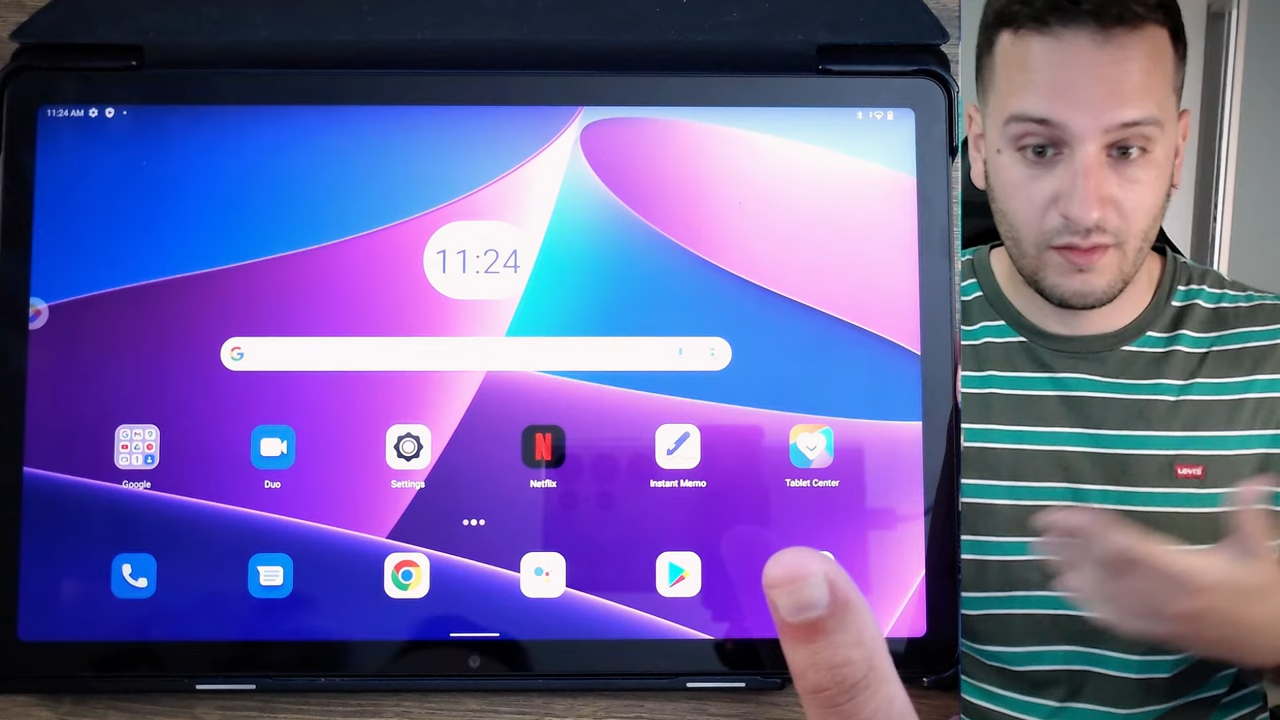 11:24 AM
11:24
Google
Duo
Settings
Netflix
Instant Memo
Tablet Center
Levi's